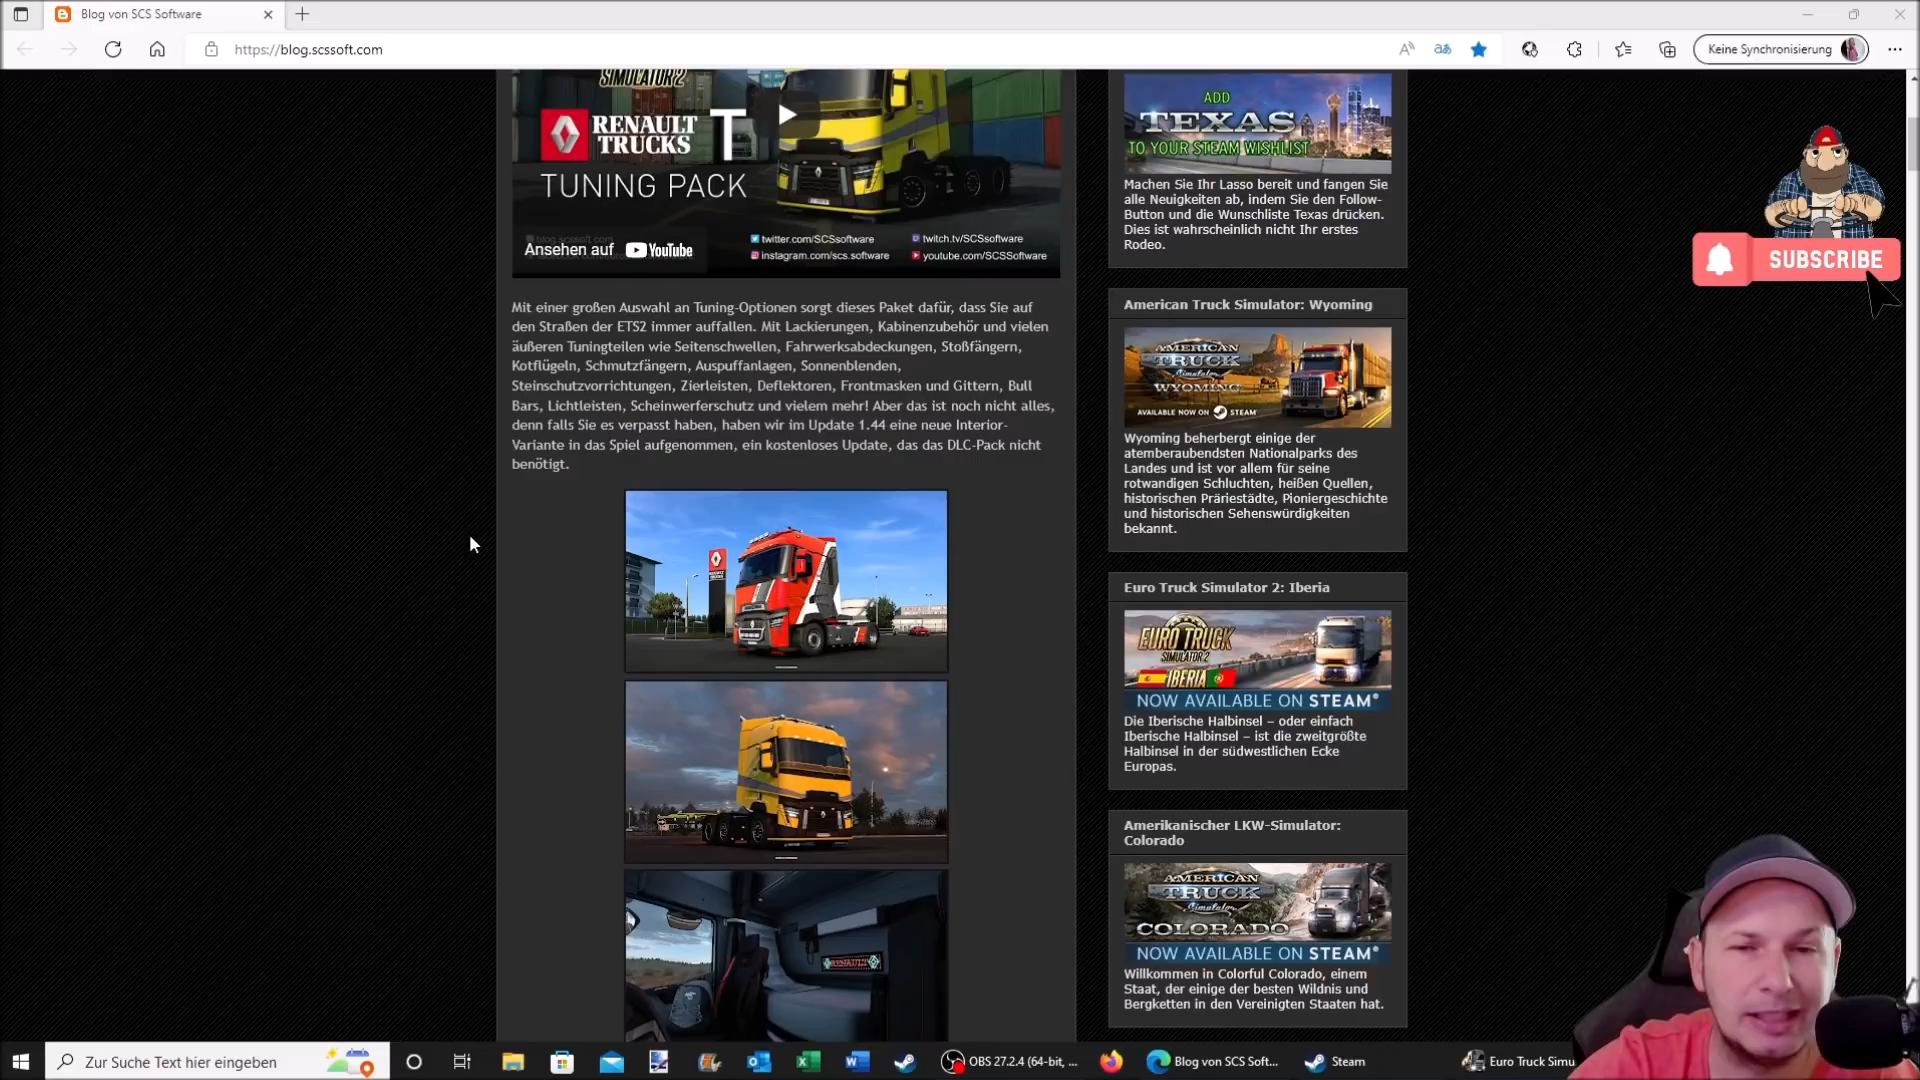 Blog von SCS Software
https://blog.scssoft.com
Keine Synchronisierung
SIMULATOR 2
RENAULT
TRUCKS
T
TUNING PACK
Ansehen auf YouTube
twitter.com/SCSsoftware
twitch.tv/SCSsoftware
instagram.com/scs.software
youtube.com/SCSSoftware
Mit einer großen Auswahl an Tuning-Optionen sorgt dieses Paket dafür, dass Sie auf
den Straßen der ETS2 immer auffallen. Mit Lackierungen, Kabinenzubehör und vielen
äußeren Tuningteilen wie Seitenschwellen, Fahrwerksabdeckungen, Stoßfängern,
Kotflügeln, Schmutzfängern, Auspuffanlagen, Sonnenblenden,
Steinschutzvorrichtungen, Zierleisten, Deflektoren, Frontmasken und Gittern, Bull
Bars, Lichtleisten, Scheinwerferschutz und vielem mehr! Aber das ist noch nicht alles,
denn falls Sie es verpasst haben, haben wir im Update 1.44 eine neue Interior-
Variante in das Spiel aufgenommen, ein kostenloses Update, das das DLC-Pack nicht
benötigt.
RENAULT
ADD
TEXAS
TO YOUR STEAM WISHLIST
Machen Sie Ihr Lasso bereit und fangen Sie
alle Neuigkeiten ab, indem Sie den Follow-
Button und die Wunschliste Texas drücken.
Dies ist wahrscheinlich nicht Ihr erstes
Rodeo.
American Truck Simulator: Wyoming
AMERICAN
TRUCK
Simulator
WYOMING
AVAILABLE NOW ON STEAM
Wyoming beherbergt einige der
atemberaubendsten Nationalparks des
Landes und ist vor allem für seine
rotwandigen Schluchten, heißen Quellen,
historischen Präriestädte, Pioniergeschichte
und historischen Sehenswürdigkeiten
bekannt.
Euro Truck Simulator 2: Iberia
EURO TRUCK
SIMULATOR 2
IBERIA
NOW AVAILABLE ON STEAM®
Die Iberische Halbinsel – oder einfach
Iberische Halbinsel – ist die zweitgrößte
Halbinsel in der südwestlichen Ecke
Europas.
Amerikanischer LKW-Simulator:
Colorado
AMERICAN
TRUCK
Simulator
COLORADO
NOW AVAILABLE ON STEAM®
Willkommen in Colorful Colorado, einem
Staat, der einige der besten Wildnis und
Bergketten in den Vereinigten Staaten hat.
SUBSCRIBE
Zur Suche Text hier eingeben
OBS 27.2.4 (64-bit, ...
Blog von SCS Soft...
Steam
Euro Truck Simu